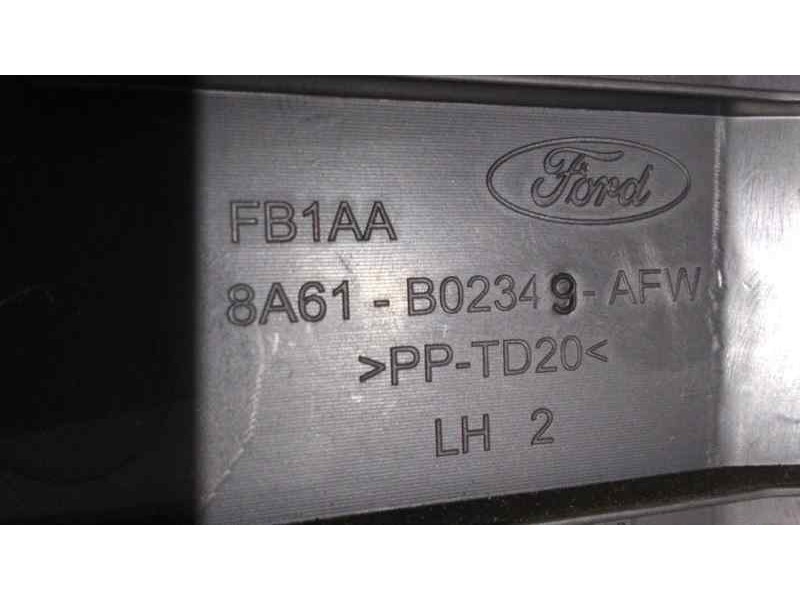 Ford
FB1AA
8A61-B02349-AFW
>PP-TD20<
LH 2